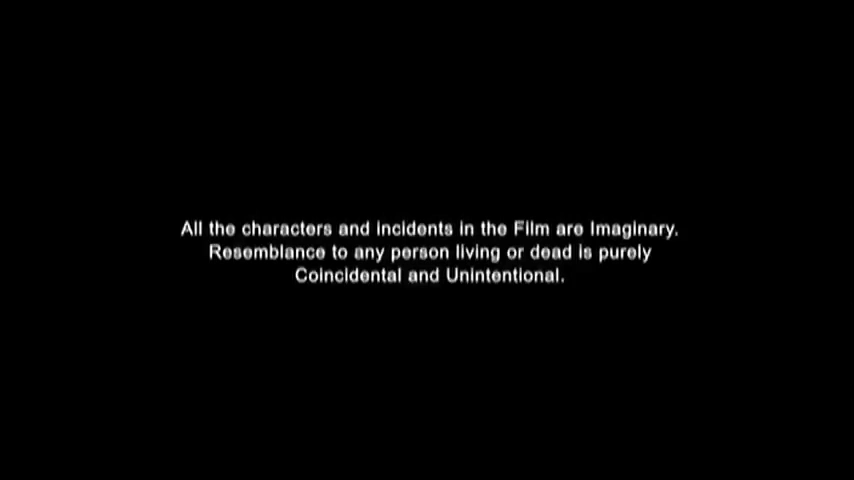 All the characters and incidents in the Film are Imaginary.
Resemblance to any person living or dead is purely
Coincidental and Unintentional.